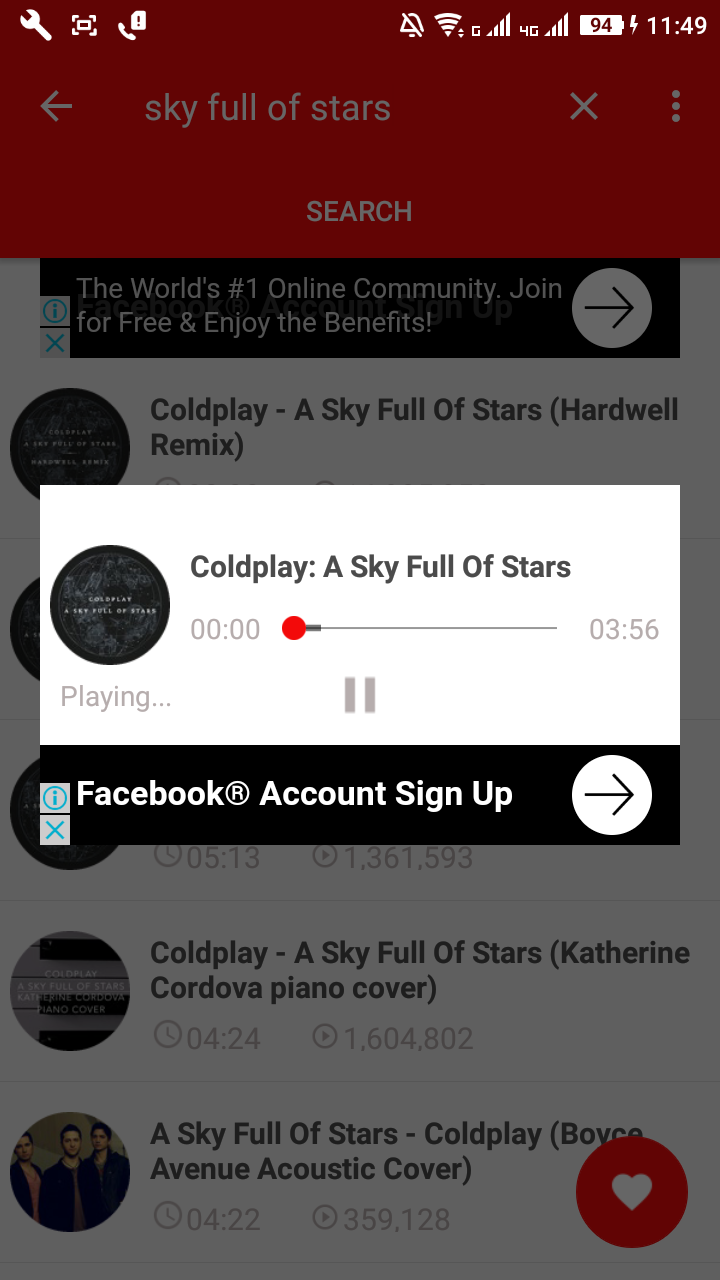 94 11:49
G 4G
sky full of stars
SEARCH
The World's #1 Online Community. Join
for Free & Enjoy the Benefits!
Facebook® Account Sign Up
COLDPLAY
A SKY FULL OF STARS
HARDWELL REMIX
Coldplay - A Sky Full Of Stars (Hardwell
Remix)
COLDPLAY
A SKY FULL OF STARS
Coldplay: A Sky Full Of Stars
00:00 03:56
Playing...
Facebook® Account Sign Up
05:13 1,361,593
COLDPLAY
A SKY FULL OF STARS
KATHERINE CORDOVA
PIANO COVER
Coldplay - A Sky Full Of Stars (Katherine
Cordova piano cover)
04:24 1,604,802
A Sky Full Of Stars - Coldplay (Boyce
Avenue Acoustic Cover)
04:22 359,128